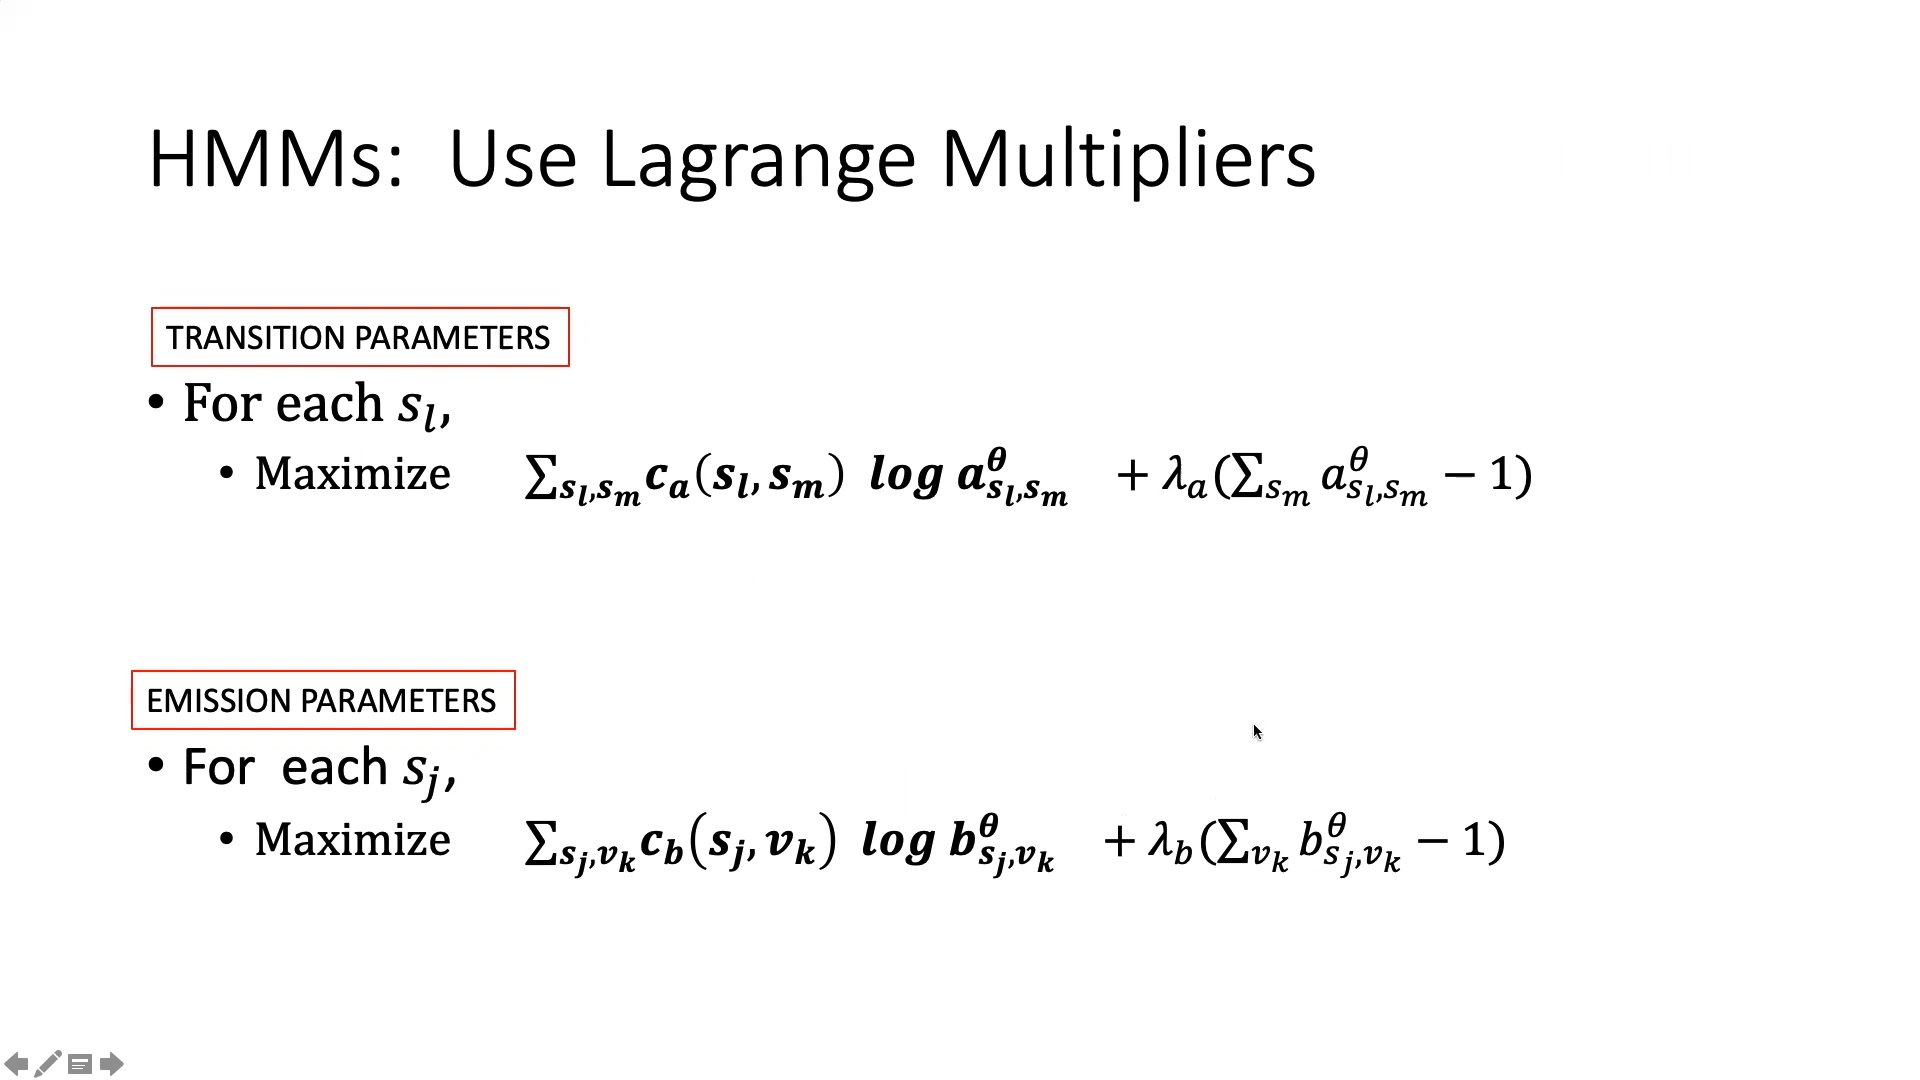 HMMs: Use Lagrange Multipliers
TRANSITION PARAMETERS
• For each $s_l$,
• Maximize $\sum_{s_l,s_m} c_a(s_l, s_m) \ log \ a^{\theta}_{s_l,s_m} + \lambda_a(\sum_{s_m} a^{\theta}_{s_l,s_m} - 1)$
EMISSION PARAMETERS
• For each $s_j$,
• Maximize $\sum_{s_j,v_k} c_b(s_j, v_k) \ log \ b^{\theta}_{s_j,v_k} + \lambda_b(\sum_{v_k} b^{\theta}_{s_j,v_k} - 1)$